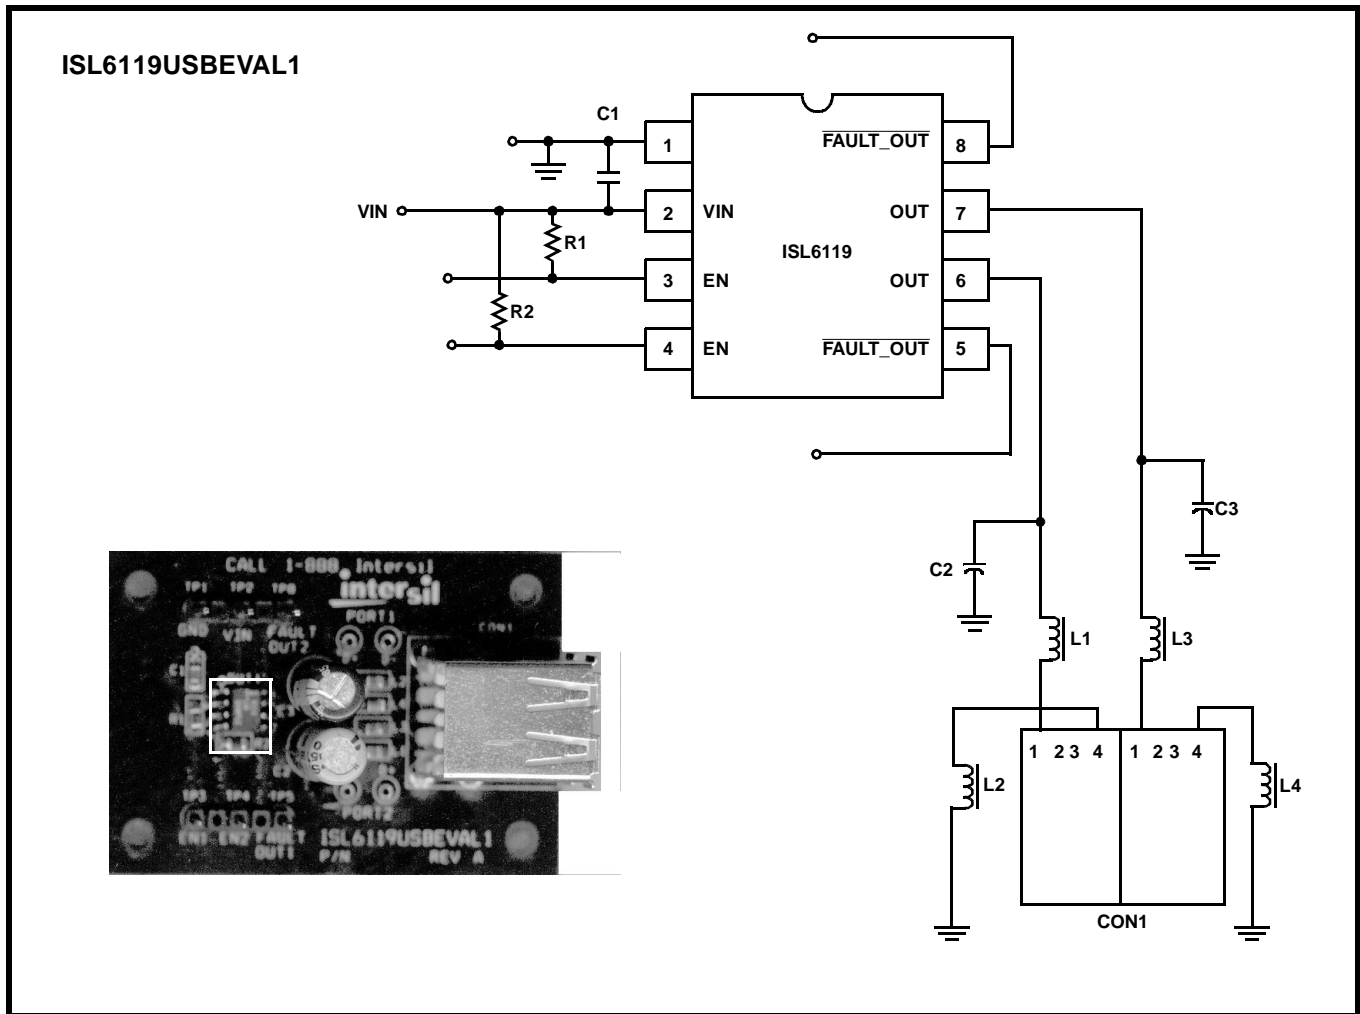 ISL6119USBEVAL1
C1
1
FAULT_OUT
8
VIN
2
VIN
OUT
7
R1
ISL6119
3
EN
OUT
6
R2
4
EN
FAULT_OUT
5
C3
C2
L1
L3
1 2 3 4
1 2 3 4
L2
L4
CON1
CALL 1-888 Intersil
intersil
TP1 TP2 TP8
PORT1
CON1
GND VIN FAULT
OUT2
TP3 TP4 TP5
PORT2
EN1 EN2 FAULT
OUT1
ISL6119USBEVAL1
P/N REV A